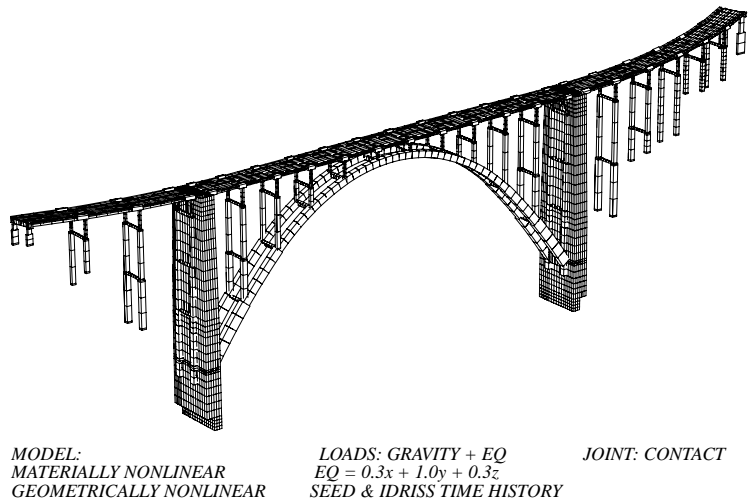 MODEL: LOADS: GRAVITY + EQ JOINT: CONTACT
MATERIALLY NONLINEAR EQ = 0.3x + 1.0y + 0.3z
GEOMETRICALLY NONLINEAR SEED & IDRISS TIME HISTORY